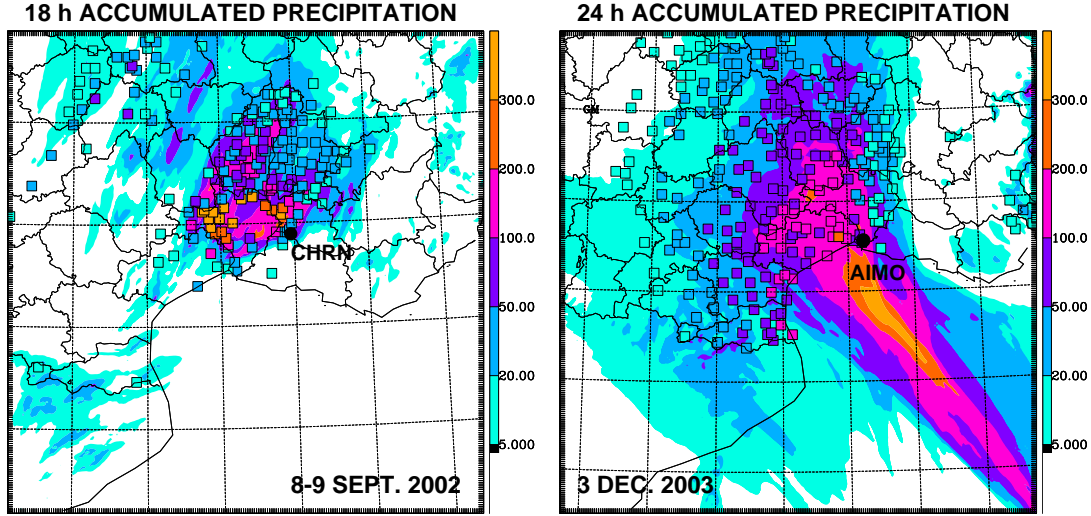 18 h ACCUMULATED PRECIPITATION
300.0
200.0
100.0
50.00
20.00
5.000
CHRN
8-9 SEPT. 2002
24 h ACCUMULATED PRECIPITATION
300.0
200.0
100.0
50.00
20.00
5.000
AIMO
3 DEC. 2003